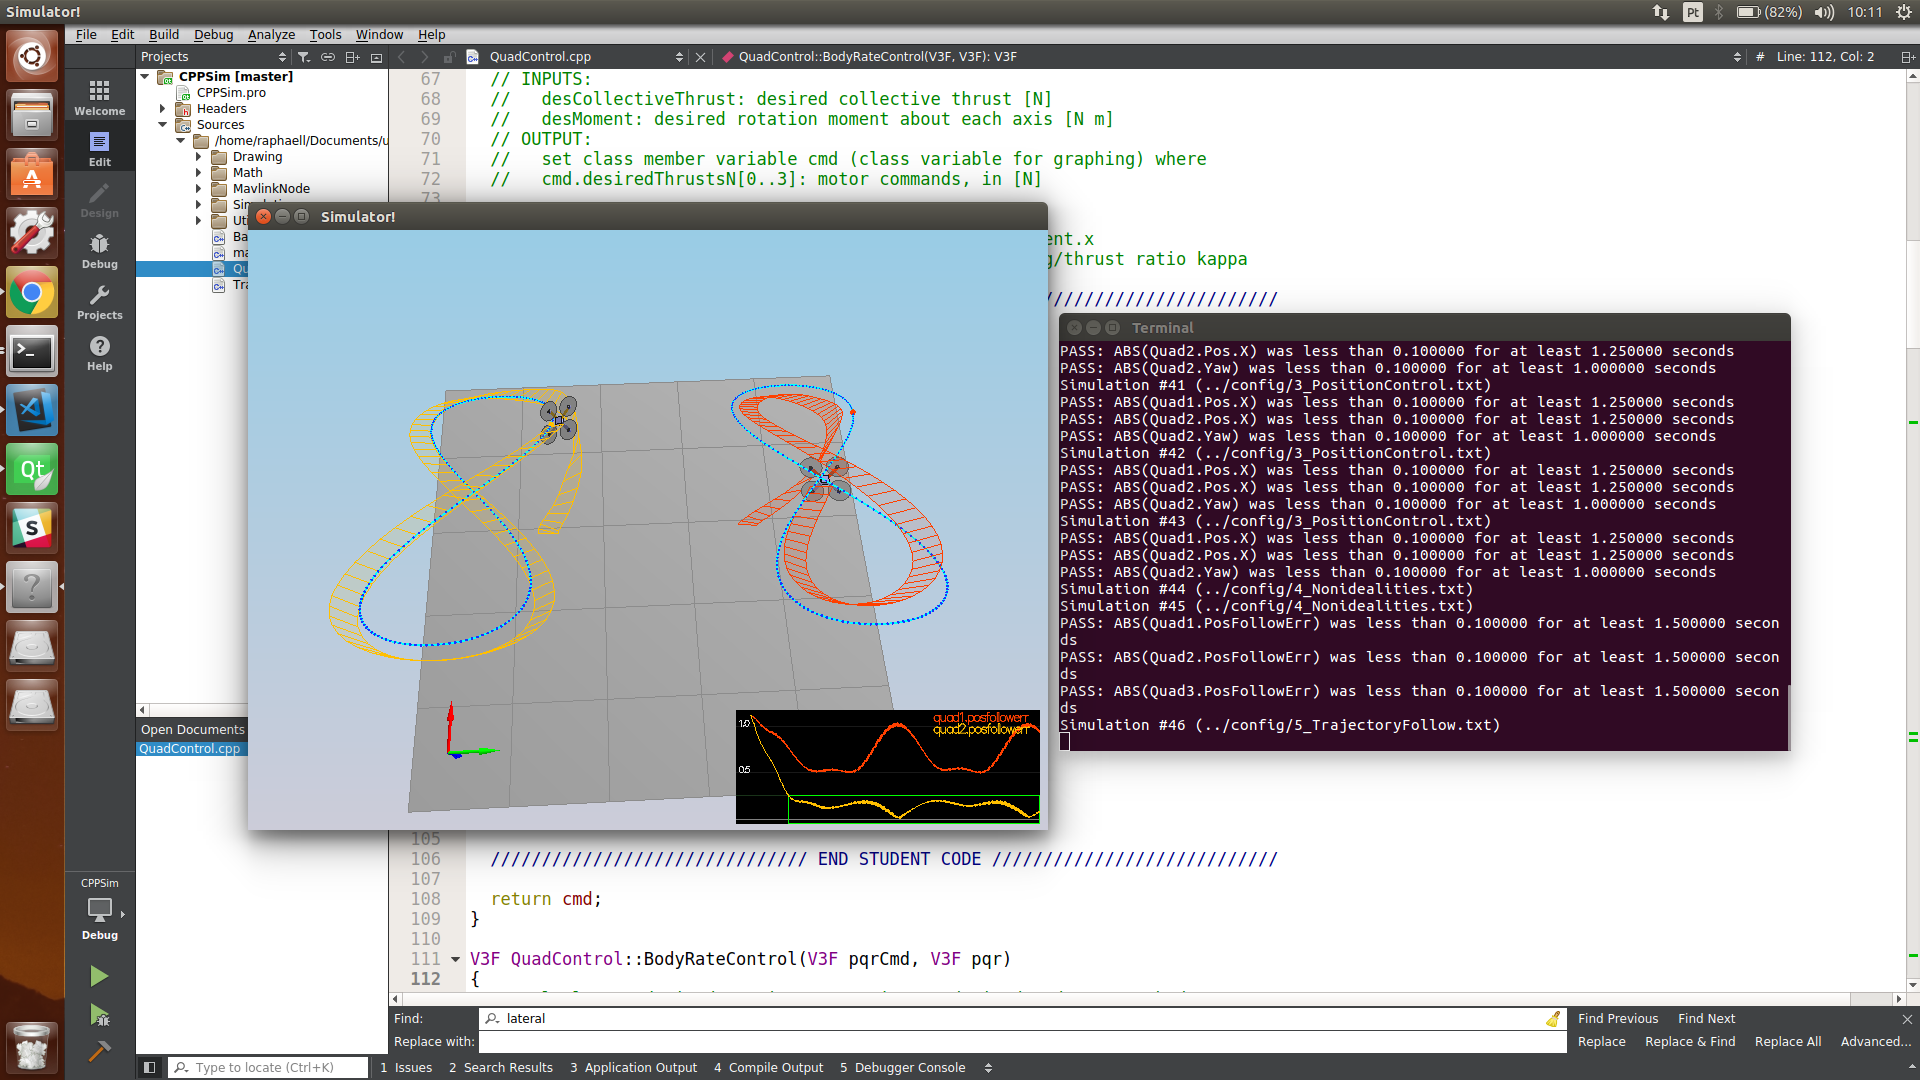 Simulator!
Pt
(82%)
10:11
File Edit Build Debug Analyze Tools Window Help
Projects
QuadControl.cpp
QuadControl::BodyRateControl(V3F, V3F): V3F
# Line: 112, Col: 2
Welcome
Edit
Design
Debug
Projects
Help
CPPSim
Debug
CPPSim [master]
CPPSim.pro
Headers
Sources
/home/raphaell/Documents/u
Drawing
Math
MavlinkNode
Uti
Ba
ma
Qu
Tra
Open Documents
QuadControl.cpp
67 // INPUTS:
68 // desCollectiveThrust: desired collective thrust [N]
69 // desMoment: desired rotation moment about each axis [N m]
70 // OUTPUT:
71 // set class member variable cmd (class variable for graphing) where
72 // cmd.desiredThrustsN[0..3]: motor commands, in [N]
73
ent.x
g/thrust ratio kappa
///////////////////////
Simulator!
1.0
0.5
quad1.posfollowerr
quad2.posfollowerr
Terminal
PASS: ABS(Quad2.Pos.X) was less than 0.100000 for at least 1.250000 seconds
PASS: ABS(Quad2.Yaw) was less than 0.100000 for at least 1.000000 seconds
Simulation #41 (../config/3_PositionControl.txt)
PASS: ABS(Quad1.Pos.X) was less than 0.100000 for at least 1.250000 seconds
PASS: ABS(Quad2.Pos.X) was less than 0.100000 for at least 1.250000 seconds
PASS: ABS(Quad2.Yaw) was less than 0.100000 for at least 1.000000 seconds
Simulation #42 (../config/3_PositionControl.txt)
PASS: ABS(Quad1.Pos.X) was less than 0.100000 for at least 1.250000 seconds
PASS: ABS(Quad2.Pos.X) was less than 0.100000 for at least 1.250000 seconds
PASS: ABS(Quad2.Yaw) was less than 0.100000 for at least 1.000000 seconds
Simulation #43 (../config/3_PositionControl.txt)
PASS: ABS(Quad1.Pos.X) was less than 0.100000 for at least 1.250000 seconds
PASS: ABS(Quad2.Pos.X) was less than 0.100000 for at least 1.250000 seconds
PASS: ABS(Quad2.Yaw) was less than 0.100000 for at least 1.000000 seconds
Simulation #44 (../config/4_Nonidealities.txt)
Simulation #45 (../config/4_Nonidealities.txt)
PASS: ABS(Quad1.PosFollowErr) was less than 0.100000 for at least 1.500000 secon
ds
PASS: ABS(Quad2.PosFollowErr) was less than 0.100000 for at least 1.500000 secon
ds
PASS: ABS(Quad3.PosFollowErr) was less than 0.100000 for at least 1.500000 secon
ds
Simulation #46 (../config/5_TrajectoryFollow.txt)
105
106 /////////////////////////////// END STUDENT CODE ////////////////////////////
107
108 return cmd;
109 }
110
111 V3F QuadControl::BodyRateControl(V3F pqrCmd, V3F pqr)
112 {
Find: lateral
Find Previous Find Next
Replace with:
Replace Replace & Find Replace All Advanced...
Type to locate (Ctrl+K)
1 Issues 2 Search Results 3 Application Output 4 Compile Output 5 Debugger Console